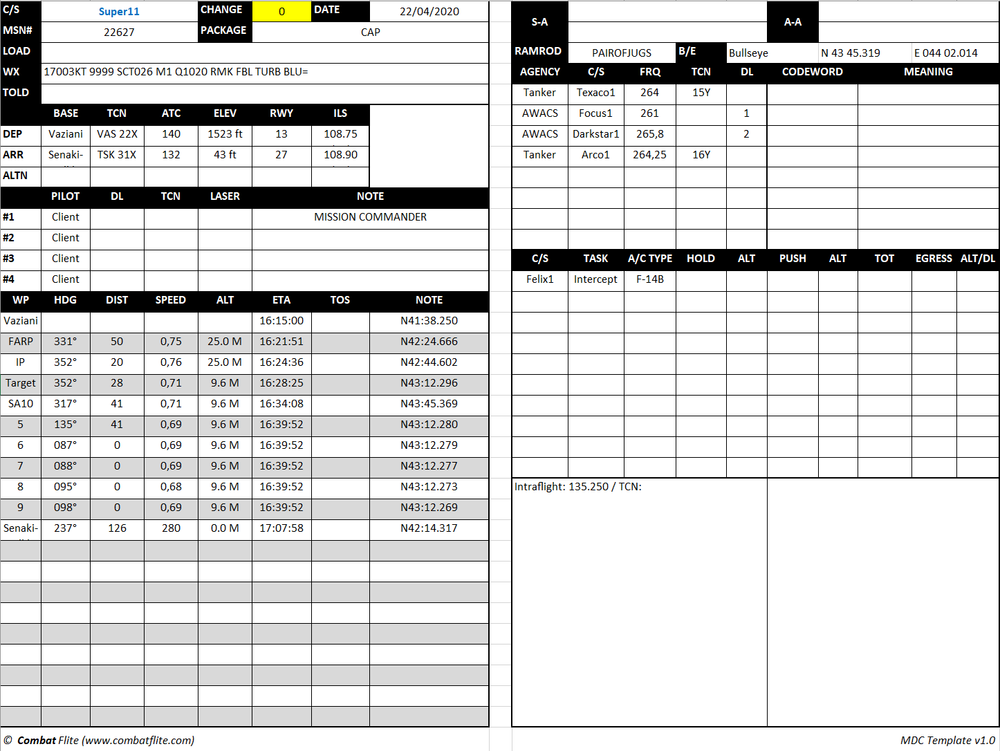 C/S Super11 CHANGE 0 DATE 22/04/2020
MSN# 22627 PACKAGE CAP
LOAD
WX 17003KT 9999 SCT026 M1 Q1020 RMK FBL TURB BLU=
TOLD
BASE TCN ATC ELEV RWY ILS
DEP Vaziani VAS 22X 140 1523 ft 13 108.75
ARR Senaki- TSK 31X 132 43 ft 27 108.90
ALTN
PILOT DL TCN LASER NOTE
#1 Client MISSION COMMANDER
#2 Client
#3 Client
#4 Client
WP HDG DIST SPEED ALT ETA TOS NOTE
Vaziani 16:15:00 N41:38.250
FARP 331° 50 0,75 25.0 M 16:21:51 N42:24.666
IP 352° 20 0,76 25.0 M 16:24:36 N42:44.602
Target 352° 28 0,71 9.6 M 16:28:25 N43:12.296
SA10 317° 41 0,71 9.6 M 16:34:08 N43:45.369
5 135° 41 0,69 9.6 M 16:39:52 N43:12.280
6 087° 0 0,69 9.6 M 16:39:52 N43:12.279
7 088° 0 0,69 9.6 M 16:39:52 N43:12.277
8 095° 0 0,68 9.6 M 16:39:52 N43:12.273
9 098° 0 0,69 9.6 M 16:39:52 N43:12.269
Senaki- 237° 126 280 0.0 M 17:07:58 N42:14.317
© Combat Flite (www.combatflite.com)
S-A A-A
RAMROD PAIROFJUGS B/E Bullseye N 43 45.319 E 044 02.014
AGENCY C/S FRQ TCN DL CODEWORD MEANING
Tanker Texaco1 264 15Y
AWACS Focus1 261 1
AWACS Darkstar1 265,8 2
Tanker Arco1 264,25 16Y
C/S TASK A/C TYPE HOLD ALT PUSH ALT TOT EGRESS ALT/DL
Felix1 Intercept F-14B
Intraflight: 135.250 / TCN:
MDC Template v1.0